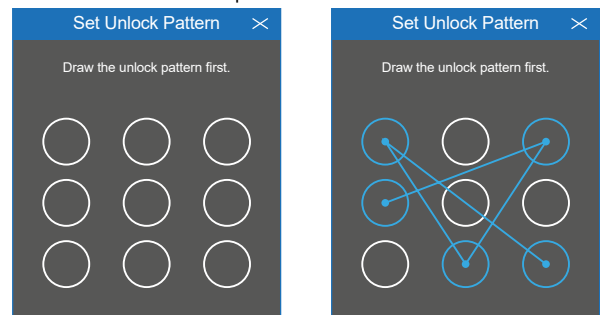 Set Unlock Pattern
Draw the unlock pattern first.
Set Unlock Pattern
Draw the unlock pattern first.